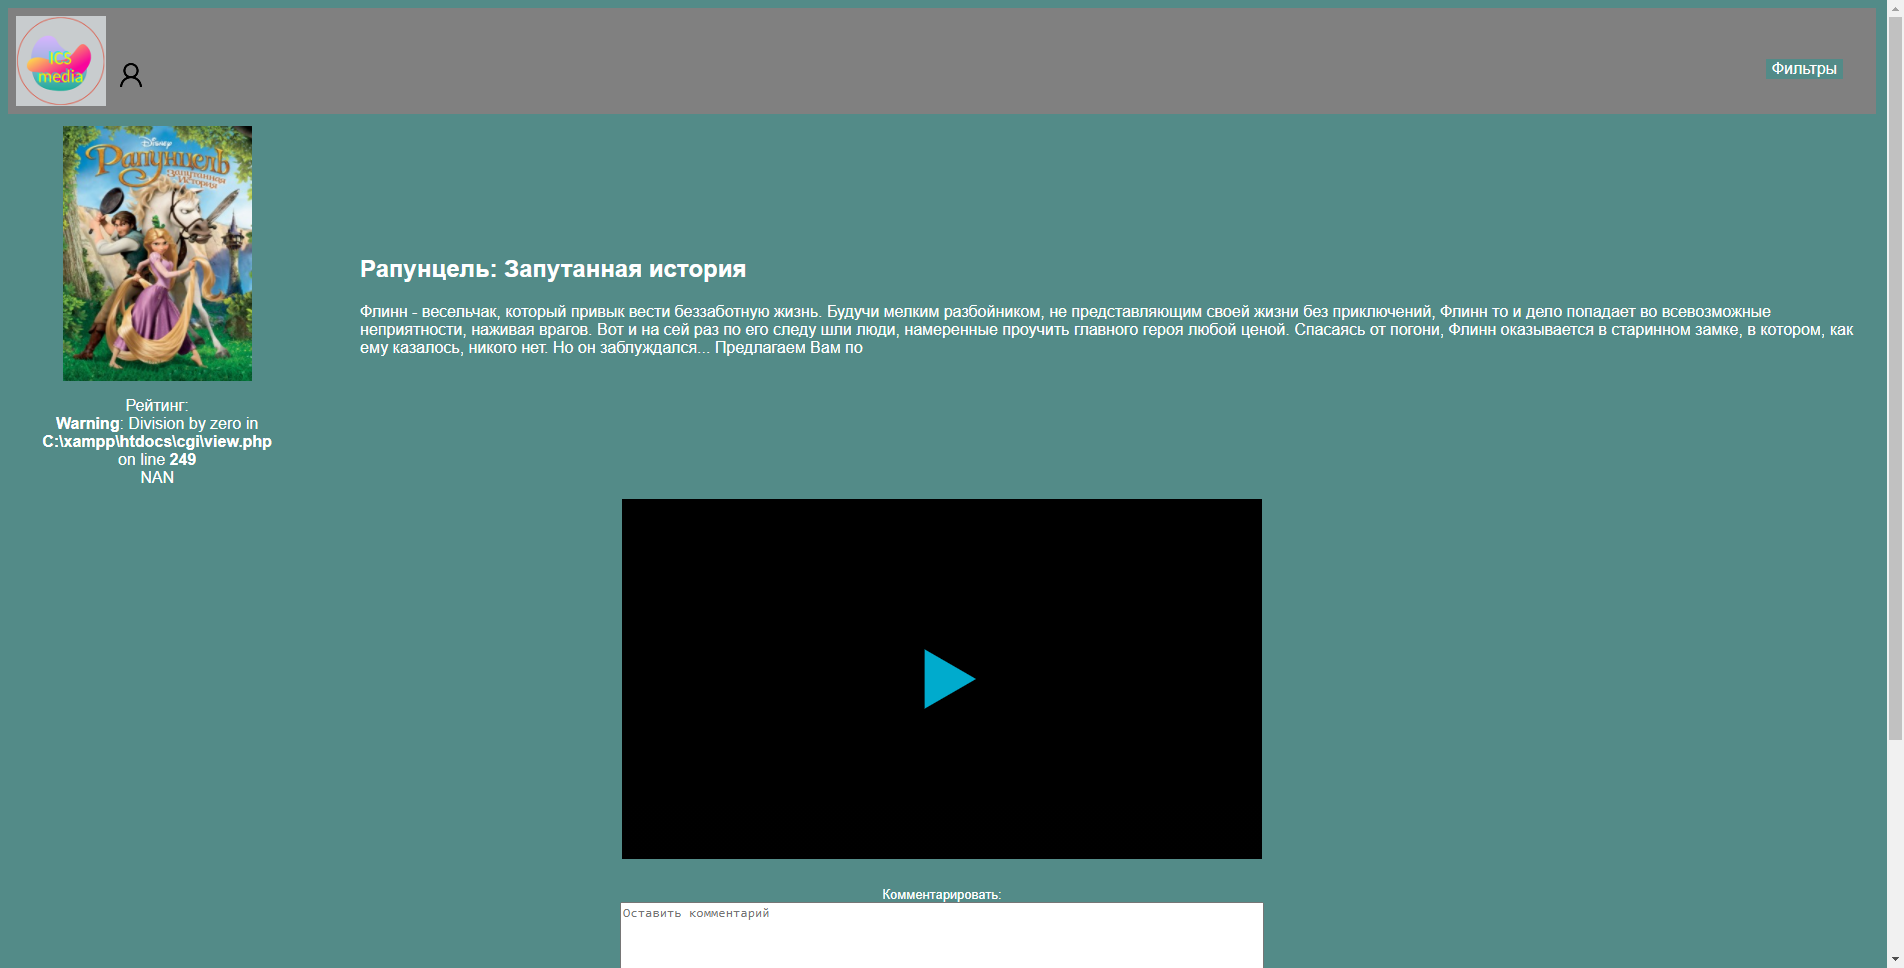 ICS
media
Фильтры
Disney
Рапунцель
Запутанная
История
Рапунцель: Запутанная история
Флинн - весельчак, который привык вести беззаботную жизнь. Будучи мелким разбойником, не представляющим своей жизни без приключений, Флинн то и дело попадает во всевозможные
неприятности, наживая врагов. Вот и на сей раз по его следу шли люди, намеренные проучить главного героя любой ценой. Спасаясь от погони, Флинн оказывается в старинном замке, в котором, как
ему казалось, никого нет. Но он заблуждался... Предлагаем Вам по
Рейтинг:
Warning: Division by zero in
C:\xampp\htdocs\cgi\view.php
on line 249
NAN
Комментировать:
Оставить комментарий